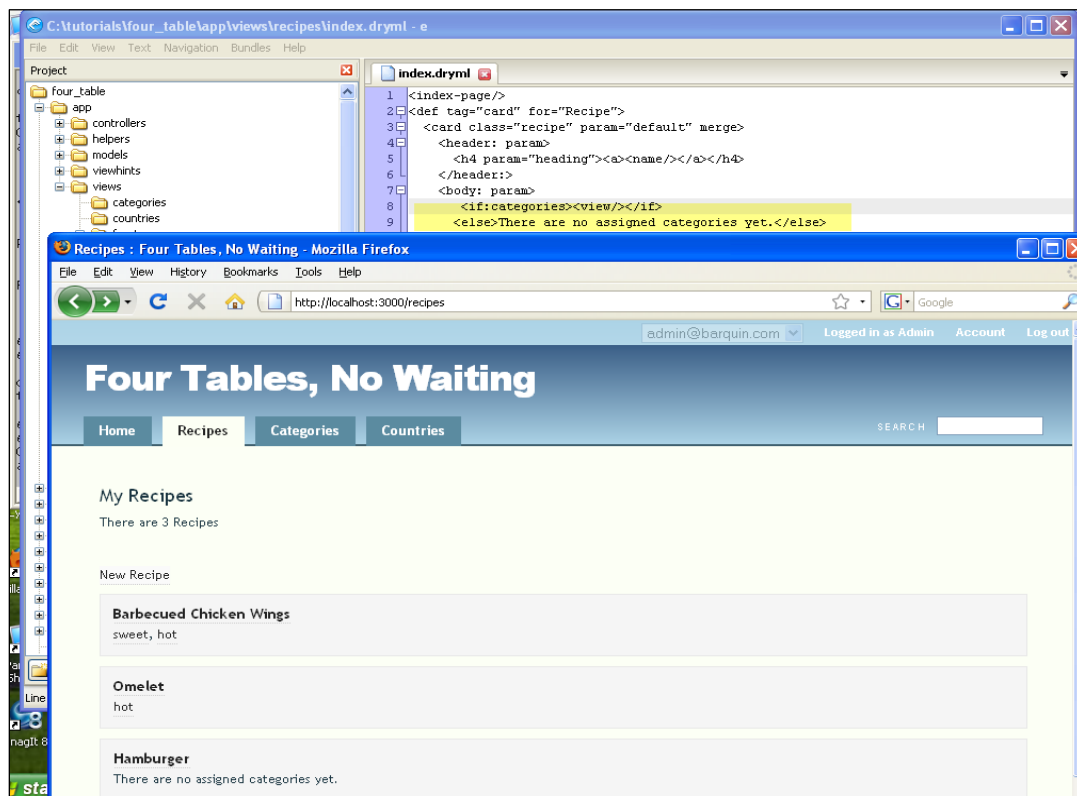 C:\tutorials\four_table\app\views\recipes\index.dryml - e
File Edit View Text Navigation Bundles Help
Project
index.dryml
four_table
app
controllers
helpers
models
viewhints
views
categories
countries
1 <index-page/>
2 <def tag="card" for="Recipe">
3 <card class="recipe" param="default" merge>
4 <header: param>
5 <h4 param="heading"><a><name/></a></h4>
6 </header:>
7 <body: param>
8 <if:categories><view/></if>
9 <else>There are no assigned categories yet.</else>
Recipes : Four Tables, No Waiting - Mozilla Firefox
File Edit View History Bookmarks Tools Help
http://localhost:3000/recipes
G Google
admin@barquin.com Logged in as Admin Account Log out
Four Tables, No Waiting
Home Recipes Categories Countries
SEARCH
My Recipes
There are 3 Recipes
New Recipe
Barbecued Chicken Wings
sweet, hot
Omelet
hot
Hamburger
There are no assigned categories yet.
Line
nagIt 8
sta